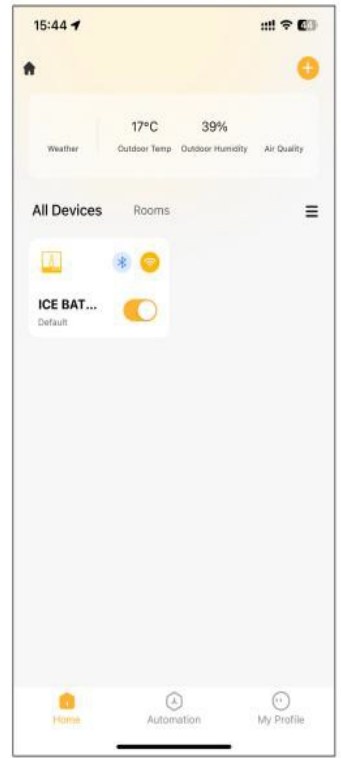 15:44
44
17°C 39%
Weather Outdoor Temp Outdoor Humidity Air Quality
All Devices Rooms
ICE BAT...
Default
Home Automation My Profile